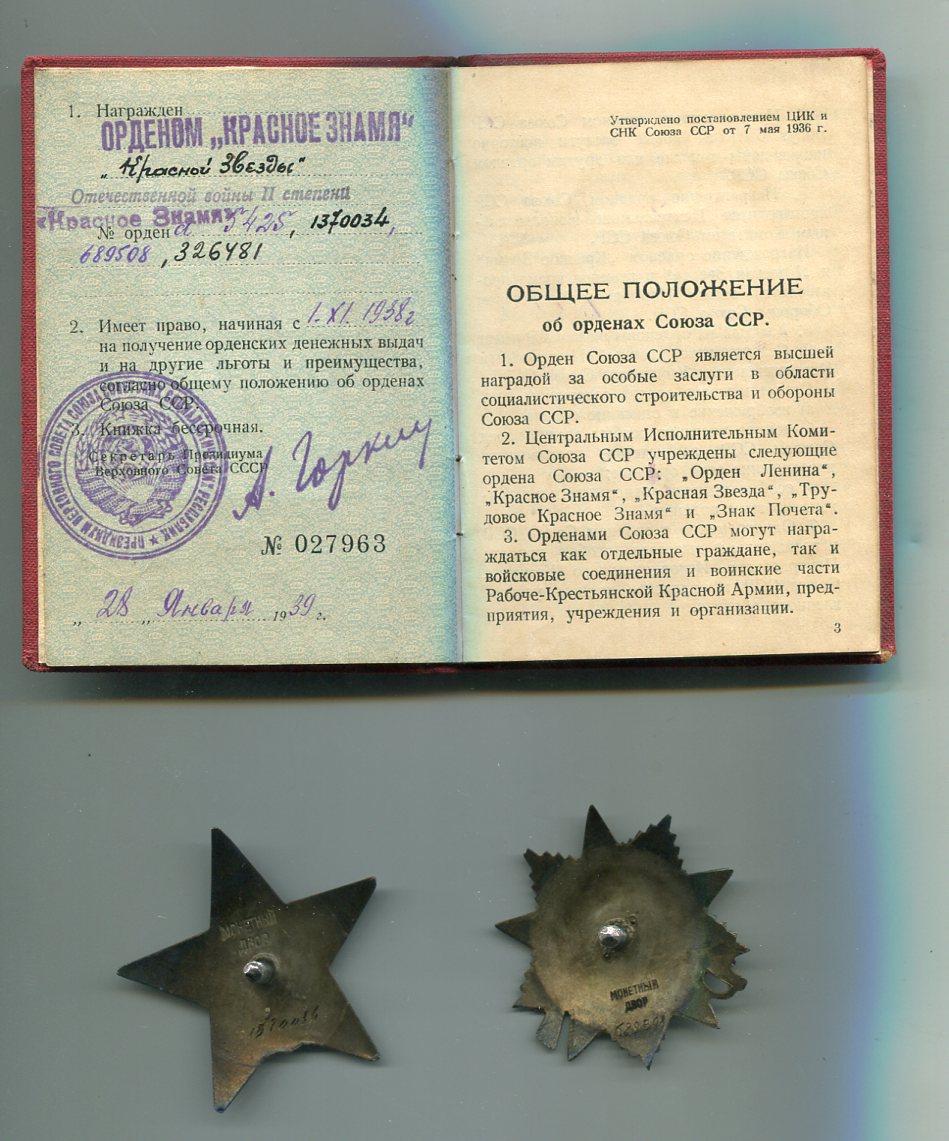 1. Награжден
ОРДЕНОМ „КРАСНОЕ ЗНАМЯ“
„Красной Звезды“
Отечественной войны II степени
„Красное Знамя“
№ орден а 5425, 1370034,
689508, 326481
2. Имеет право, начиная с 1. XI. 1938 г
на получение орденских денежных выдач
и на другие льготы и преимущества,
согласно общему положению об орденах
Союза ССР.
3. Книжка бессрочная.
Секретарь Президиума
Верховного Совета СССР
А. Горкин
№ 027963
„28„ Января 1939 г.
Утверждено постановлением ЦИК и
СНК Союза ССР от 7 мая 1936 г.
ОБЩЕЕ ПОЛОЖЕНИЕ
об орденах Союза ССР.
1. Орден Союза ССР является высшей
наградой за особые заслуги в области
социалистического строительства и обороны
Союза ССР.
2. Центральным Исполнительным Коми-
тетом Союза ССР учреждены следующие
ордена Союза ССР: „Орден Ленина“,
„Красное Знамя“, „Красная Звезда“, „Тру-
довое Красное Знамя“ и „Знак Почета“.
3. Орденами Союза ССР могут награ-
ждаться как отдельные граждане, так и
войсковые соединения и воинские части
Рабоче-Крестьянской Красной Армии, пред-
приятия, учреждения и организации.
3
МОНЕТНЫЙ
ДВОР
1370034
МОНЕТНЫЙ
ДВОР